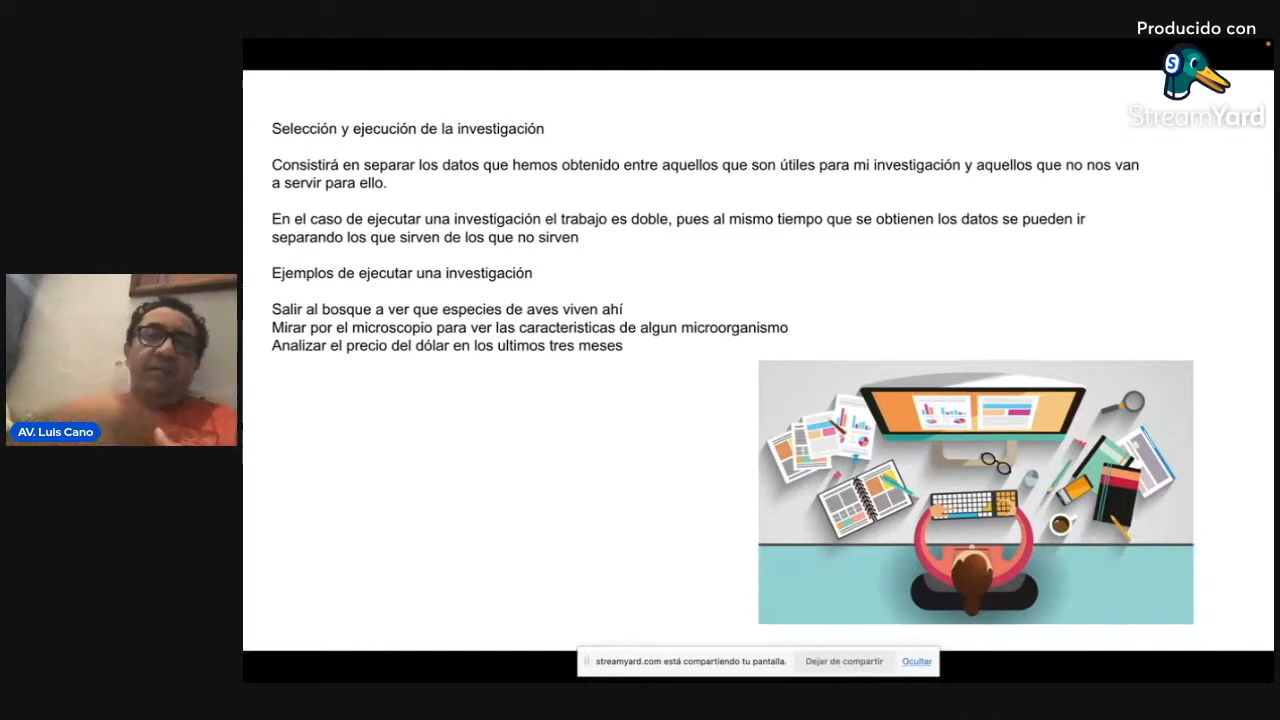 Producido con
S
StreamYard
Selección y ejecución de la investigación
Consistirá en separar los datos que hemos obtenido entre aquellos que son útiles para mi investigación y aquellos que no nos van
a servir para ello.
En el caso de ejecutar una investigación el trabajo es doble, pues al mismo tiempo que se obtienen los datos se pueden ir
separando los que sirven de los que no sirven
Ejemplos de ejecutar una investigación
Salir al bosque a ver que especies de aves viven ahí
Mirar por el microscopio para ver las caracteristicas de algun microorganismo
Analizar el precio del dólar en los ultimos tres meses
AV. Luis Cano
streamyard.com está compartiendo tu pantalla.
Dejar de compartir
Ocultar